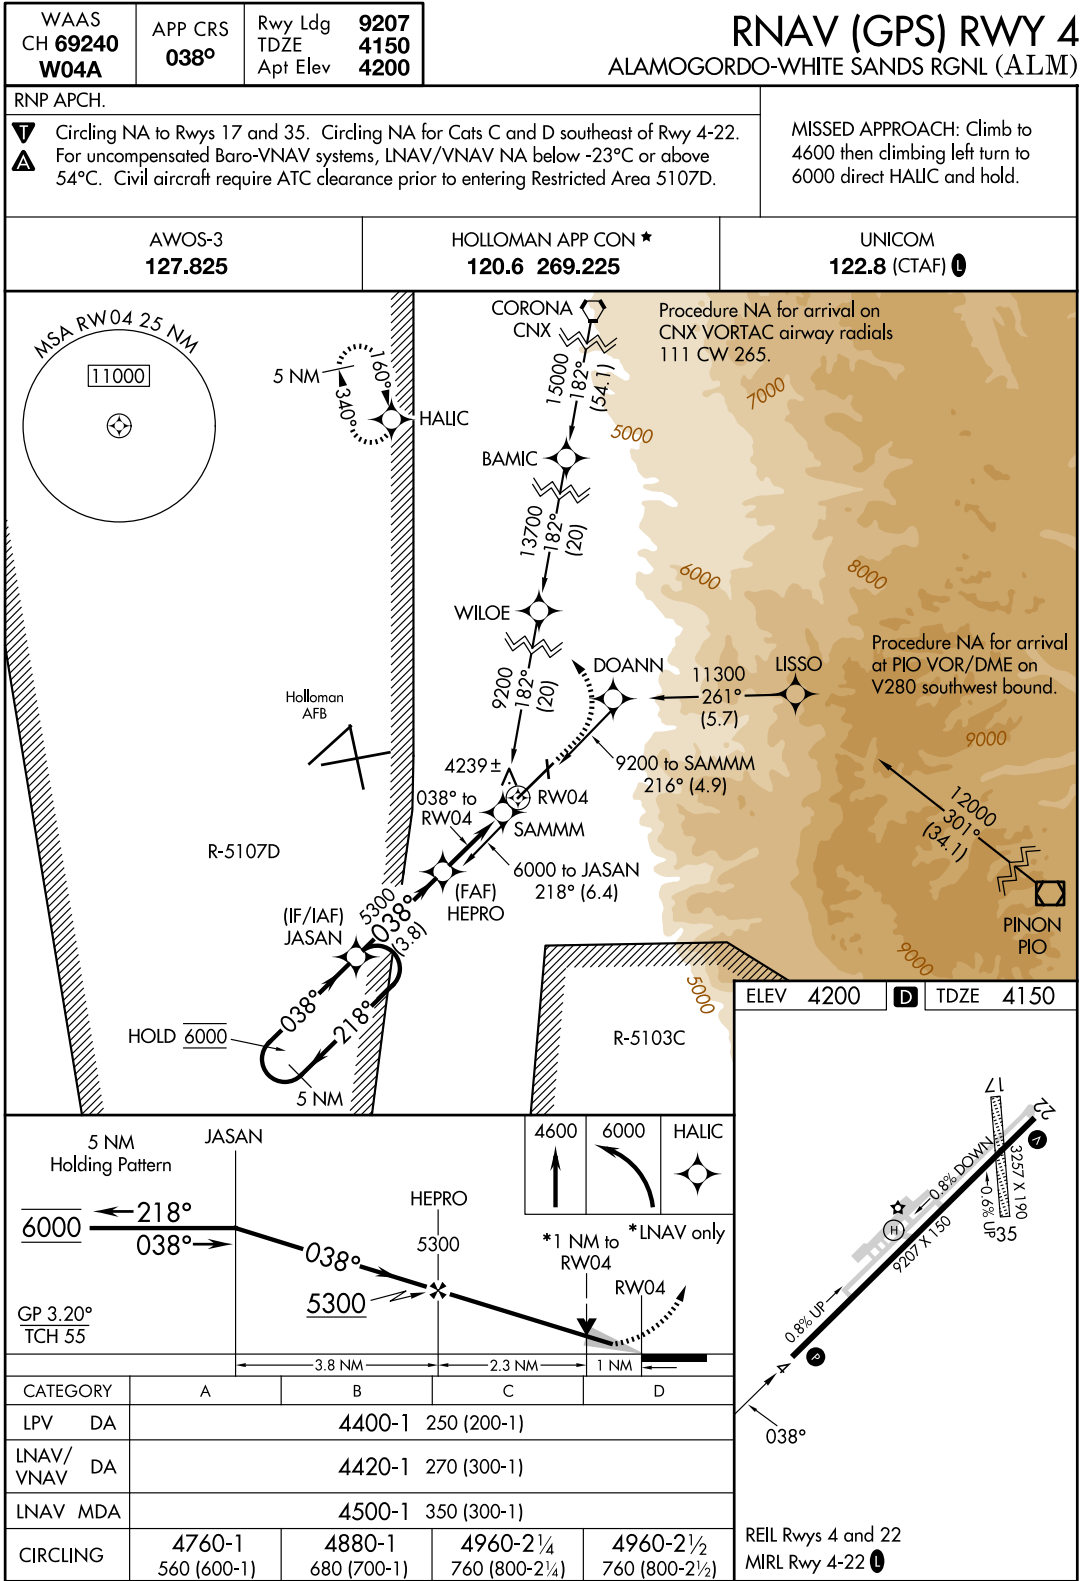 WAAS
CH 69240
W04A
APP CRS
038°
Rwy Ldg 9207
TDZE 4150
Apt Elev 4200
RNAV (GPS) RWY 4
ALAMOGORDO-WHITE SANDS RGNL (ALM)
RNP APCH.
T
A
Circling NA to Rwys 17 and 35. Circling NA for Cats C and D southeast of Rwy 4-22.
For uncompensated Baro-VNAV systems, LNAV/VNAV NA below -23°C or above
54°C. Civil aircraft require ATC clearance prior to entering Restricted Area 5107D.
MISSED APPROACH: Climb to
4600 then climbing left turn to
6000 direct HALIC and hold.
AWOS-3
127.825
HOLLOMAN APP CON ★
120.6 269.225
UNICOM
122.8 (CTAF) L
MSA RW04 25 NM
11000
5 NM
160°
340°
HALIC
CORONA
CNX
15000
182°
(54.1)
Procedure NA for arrival on
CNX VORTAC airway radials
111 CW 265.
7000
5000
BAMIC
13700
182°
(20)
6000
8000
WILOE
9200
182°
(20)
DOANN
11300
261°
(5.7)
LISSO
Procedure NA for arrival
at PIO VOR/DME on
V280 southwest bound.
9000
Holloman
AFB
4239 ±
9200 to SAMMM
216° (4.9)
038° to
RW04
RW04
SAMMM
12000
301°
(34.1)
R-5107D
6000 to JASAN
218° (6.4)
(FAF)
HEPRO
5300
038°
(3.8)
(IF/IAF)
JASAN
PINON
PIO
9000
5000
038°
218°
HOLD 6000
5 NM
R-5103C
ELEV 4200
D
TDZE 4150
17
22
V
0.8% DOWN
3257 X 190
0.6% UP
35
H
9207 X 150
0.8% UP
4
P
038°
REIL Rwys 4 and 22
MIRL Rwy 4-22 L
5 NM
Holding Pattern
JASAN
4600
6000
HALIC
6000
218°
038°
038°
HEPRO
5300
5300
*1 NM to
RW04
*LNAV only
RW04
GP 3.20°
TCH 55
3.8 NM
2.3 NM
1 NM
CATEGORY A B C D
LPV DA 4400-1 250 (200-1)
LNAV/
VNAV DA 4420-1 270 (300-1)
LNAV MDA 4500-1 350 (300-1)
CIRCLING 4760-1 4880-1 4960-2¼ 4960-2½
560 (600-1) 680 (700-1) 760 (800-2¼) 760 (800-2½)